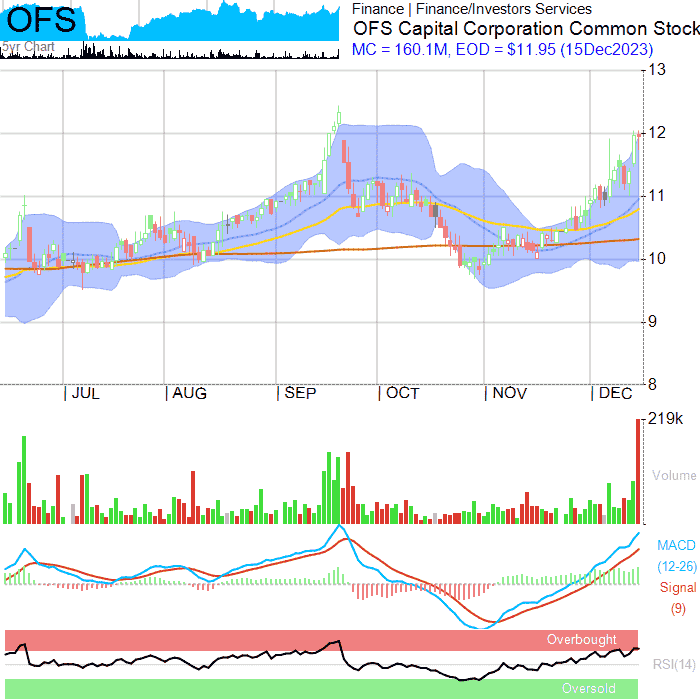 OFS
5yr Chart
Finance | Finance/Investors Services
OFS Capital Corporation Common Stock
MC = 160.1M, EOD = $11.95 (15Dec2023)
13
12
11
10
9
8
| JUL | AUG | SEP | OCT | NOV | DEC
219k
Volume
MACD
(12-26)
Signal
(9)
Overbought
RSI(14)
Oversold